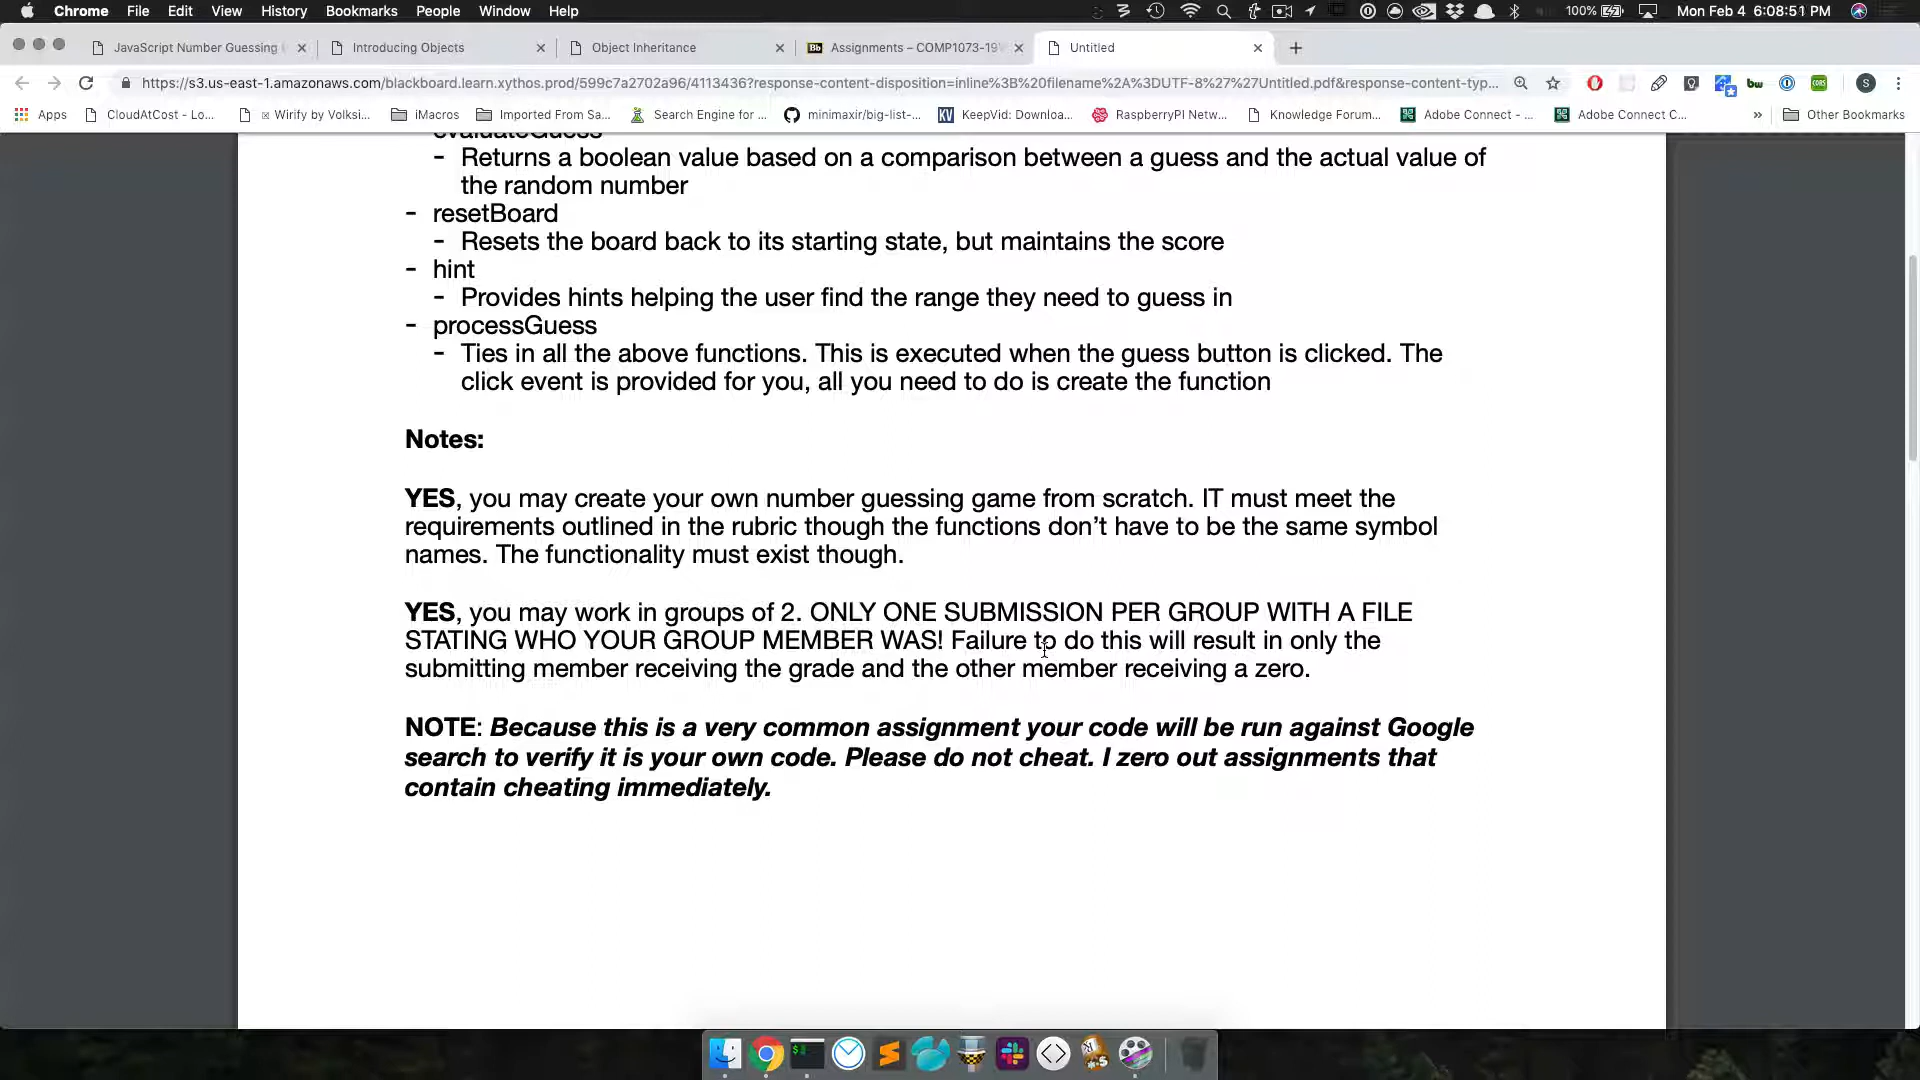 Chrome File Edit View History Bookmarks People Window Help 100% Mon Feb 4 6:08:51 PM
JavaScript Number Guessing Introducing Objects Object Inheritance Bb Assignments – COMP1073-19 Untitled
https://s3.us-east-1.amazonaws.com/blackboard.learn.xythos.prod/599c7a2702a96/4113436?response-content-disposition=inline%3B%20filename%2A%3DUTF-8%27%27Untitled.pdf&response-content-typ...
Apps CloudAtCost - Lo... Wirify by Volksi... iMacros Imported From Sa... Search Engine for ... minimaxir/big-list-... KeepVid: Downloa... RaspberryPI Netw... Knowledge Forum... Adobe Connect - ... Adobe Connect C... » Other Bookmarks
evaluateGuess
- Returns a boolean value based on a comparison between a guess and the actual value of
the random number
- resetBoard
- Resets the board back to its starting state, but maintains the score
- hint
- Provides hints helping the user find the range they need to guess in
- processGuess
- Ties in all the above functions. This is executed when the guess button is clicked. The
click event is provided for you, all you need to do is create the function
Notes:
YES, you may create your own number guessing game from scratch. IT must meet the
requirements outlined in the rubric though the functions don’t have to be the same symbol
names. The functionality must exist though.
YES, you may work in groups of 2. ONLY ONE SUBMISSION PER GROUP WITH A FILE
STATING WHO YOUR GROUP MEMBER WAS! Failure to do this will result in only the
submitting member receiving the grade and the other member receiving a zero.
NOTE: Because this is a very common assignment your code will be run against Google
search to verify it is your own code. Please do not cheat. I zero out assignments that
contain cheating immediately.